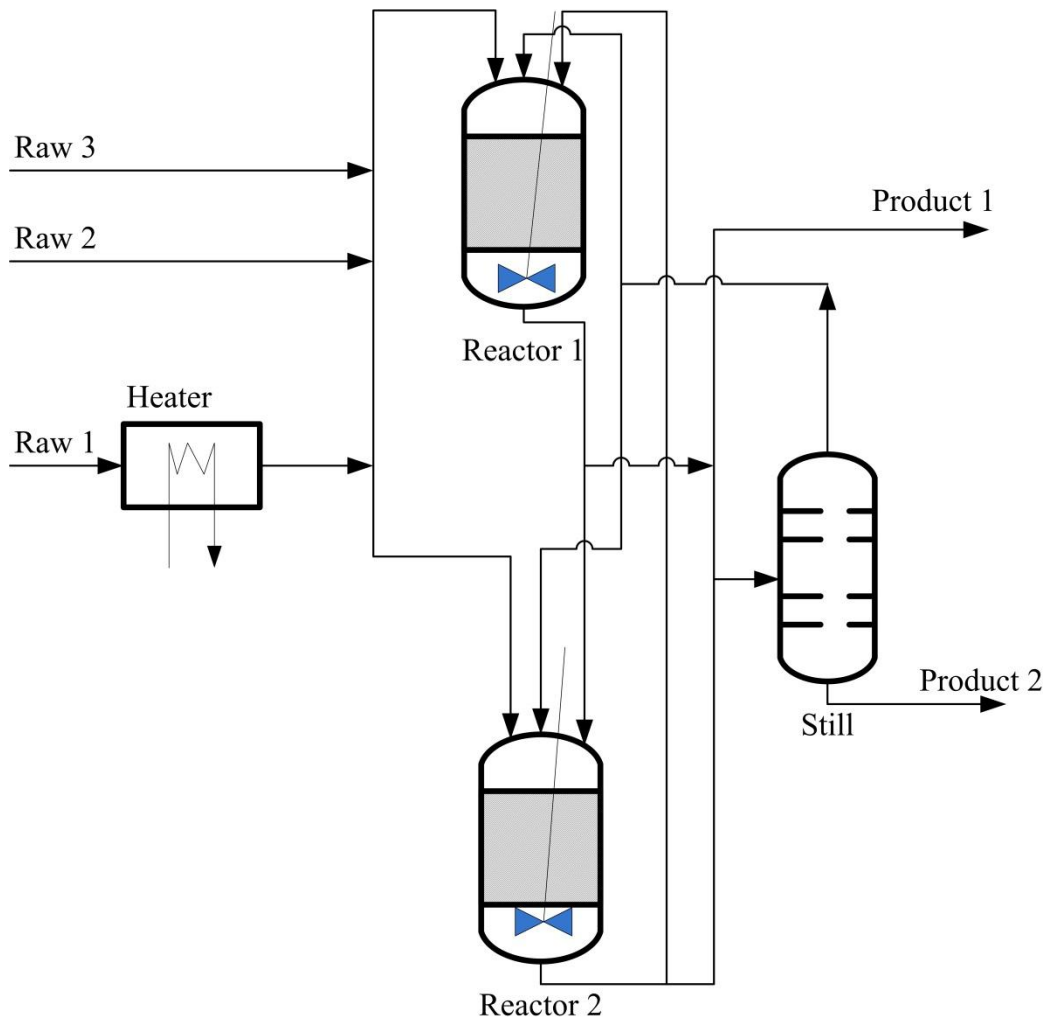 Raw 3
Product 1
Raw 2
Reactor 1
Heater
Raw 1
Product 2
Still
Reactor 2